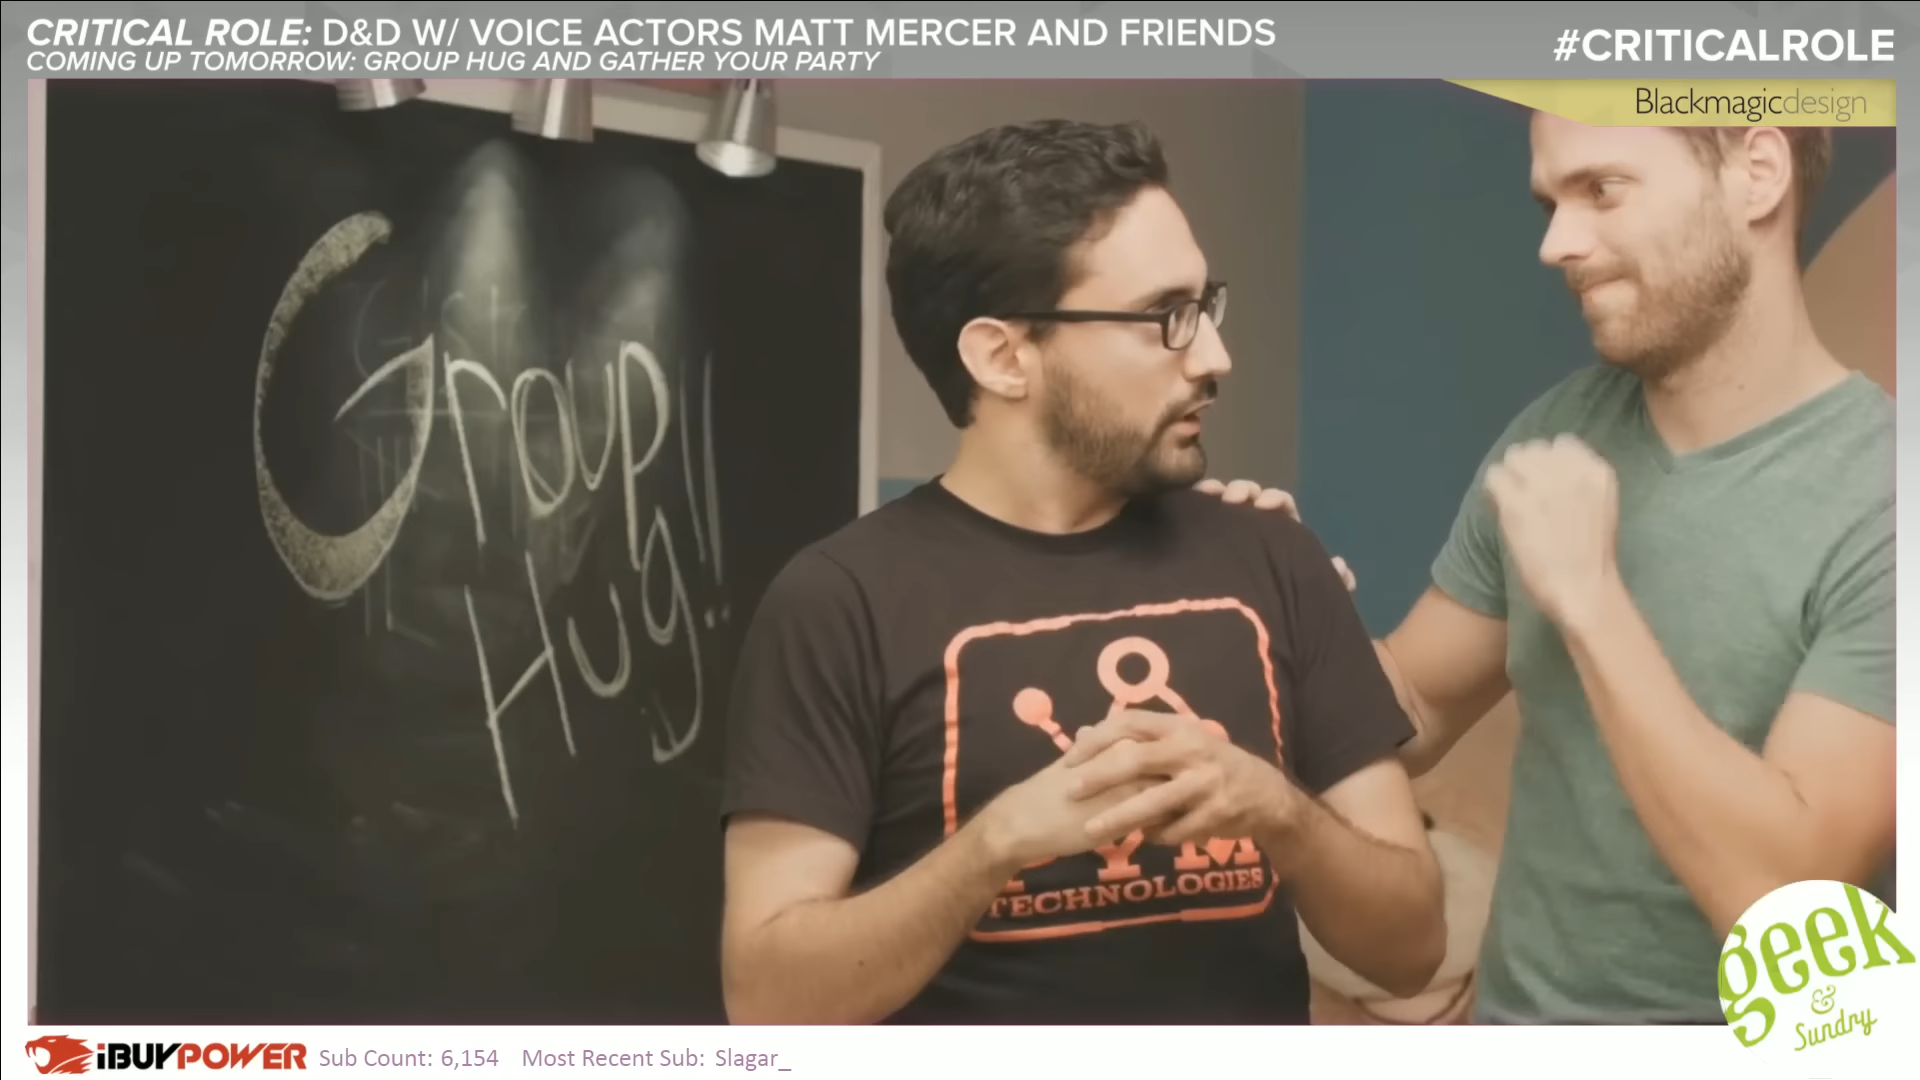 CRITICAL ROLE: D&D W/ VOICE ACTORS MATT MERCER AND FRIENDS
COMING UP TOMORROW: GROUP HUG AND GATHER YOUR PARTY
#CRITICALROLE
Blackmagicdesign
Group
Hug!!
YM
TECHNOLOGIES
geek
&
Sundry
iBUYPOWER Sub Count: 6,154 Most Recent Sub: Slagar_